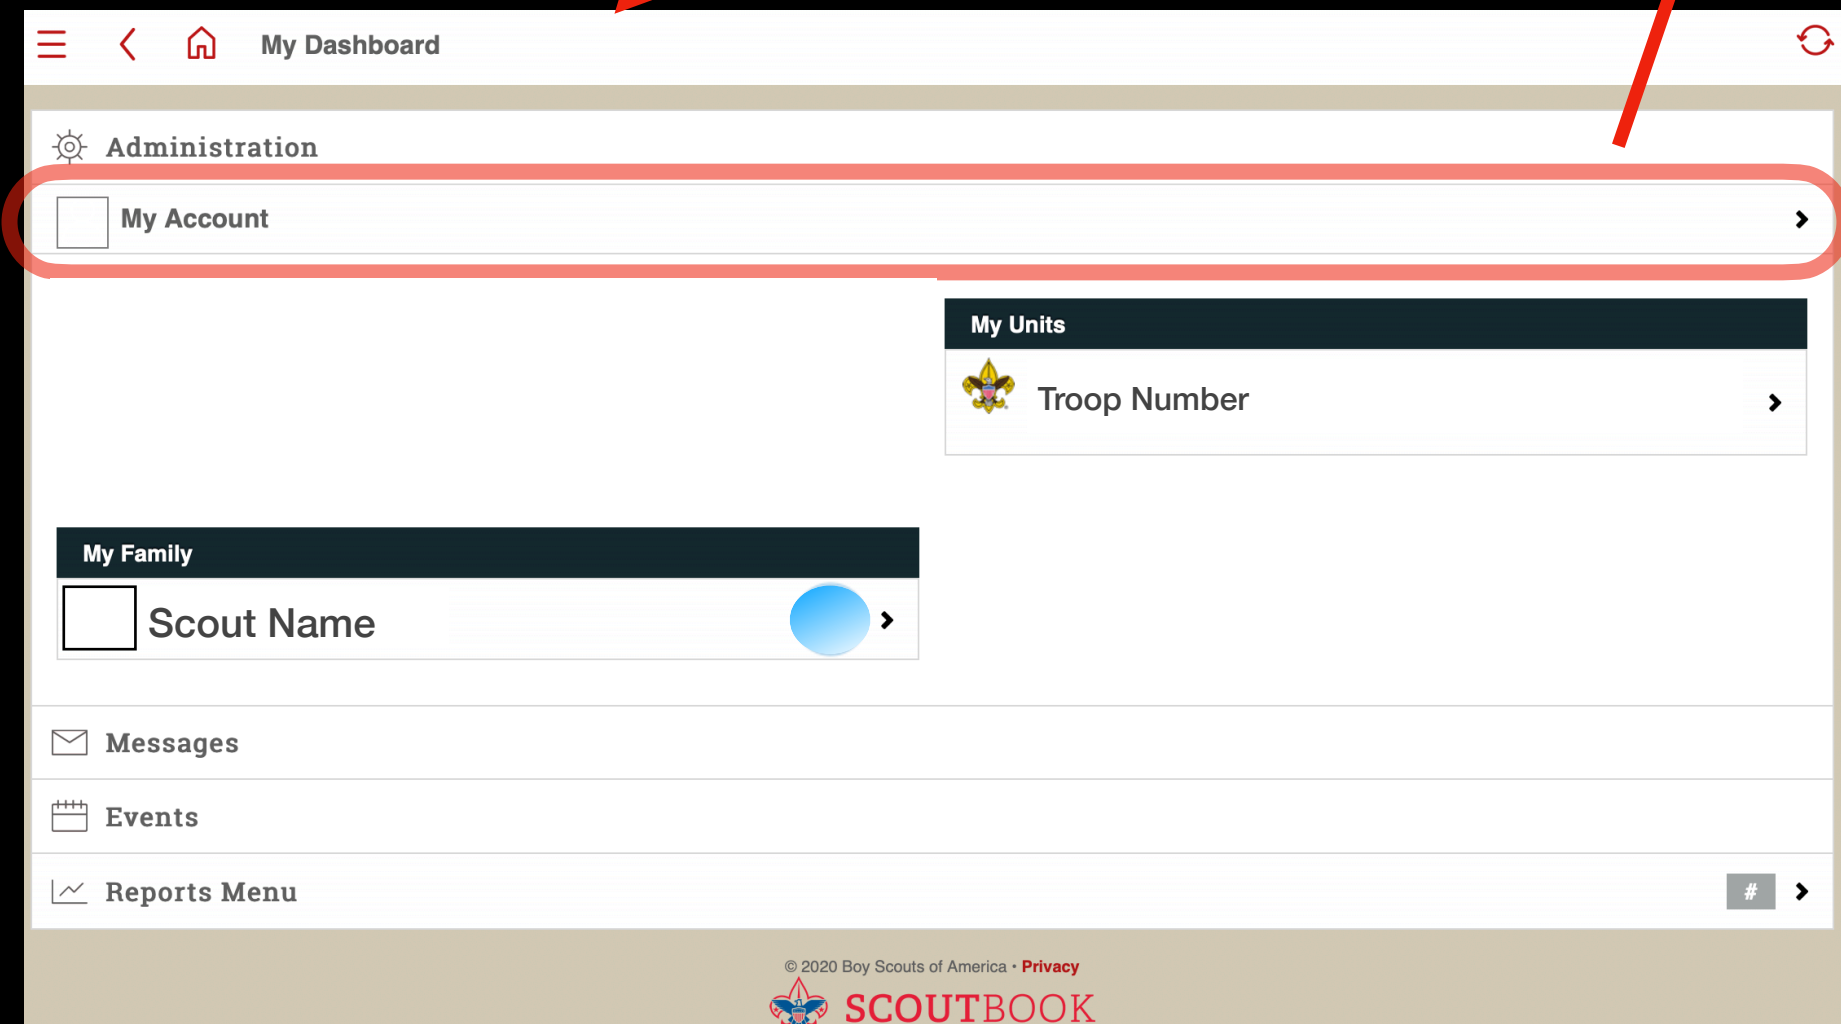 My Dashboard
Administration
My Account
My Units
Troop Number
My Family
Scout Name
Messages
Events
Reports Menu
#
© 2020 Boy Scouts of America • Privacy
SCOUTBOOK